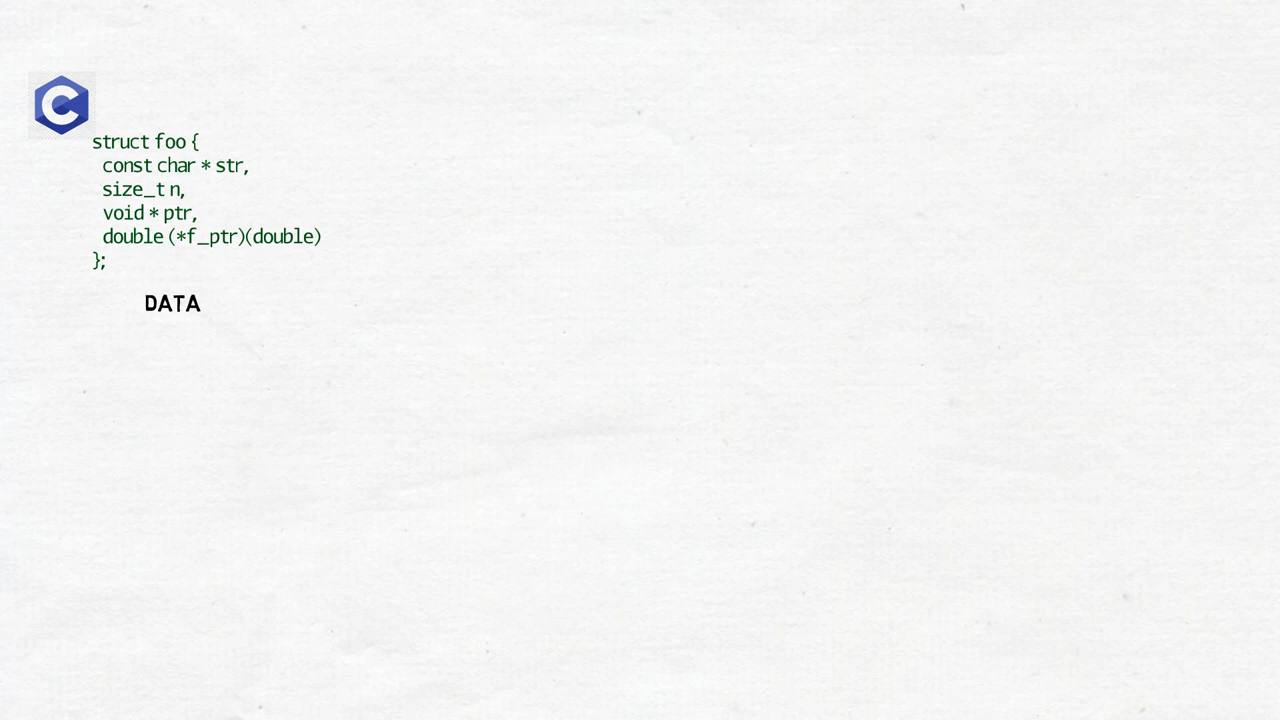 C
struct foo {
const char * str,
size_t n,
void * ptr,
double (*f_ptr)(double)
};
DATA